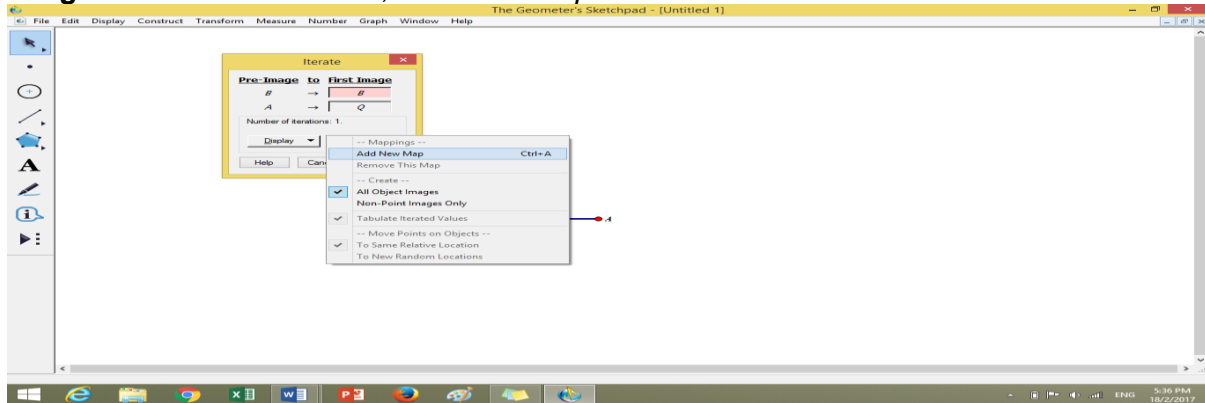 The Geometer's Sketchpad - [Untitled 1]
File Edit Display Construct Transform Measure Number Graph Window Help
Iterate
Pre-Image to First Image
B → B
A → Q
Number of iterations: 1.
Display
Help
-- Mappings --
Add New Map Ctrl+A
Remove This Map
-- Create --
All Object Images
Non-Point Images Only
Tabulate Iterated Values
-- Move Points on Objects --
To Same Relative Location
To New Random Locations
A
A
ENG 5:36 PM
18/2/2017